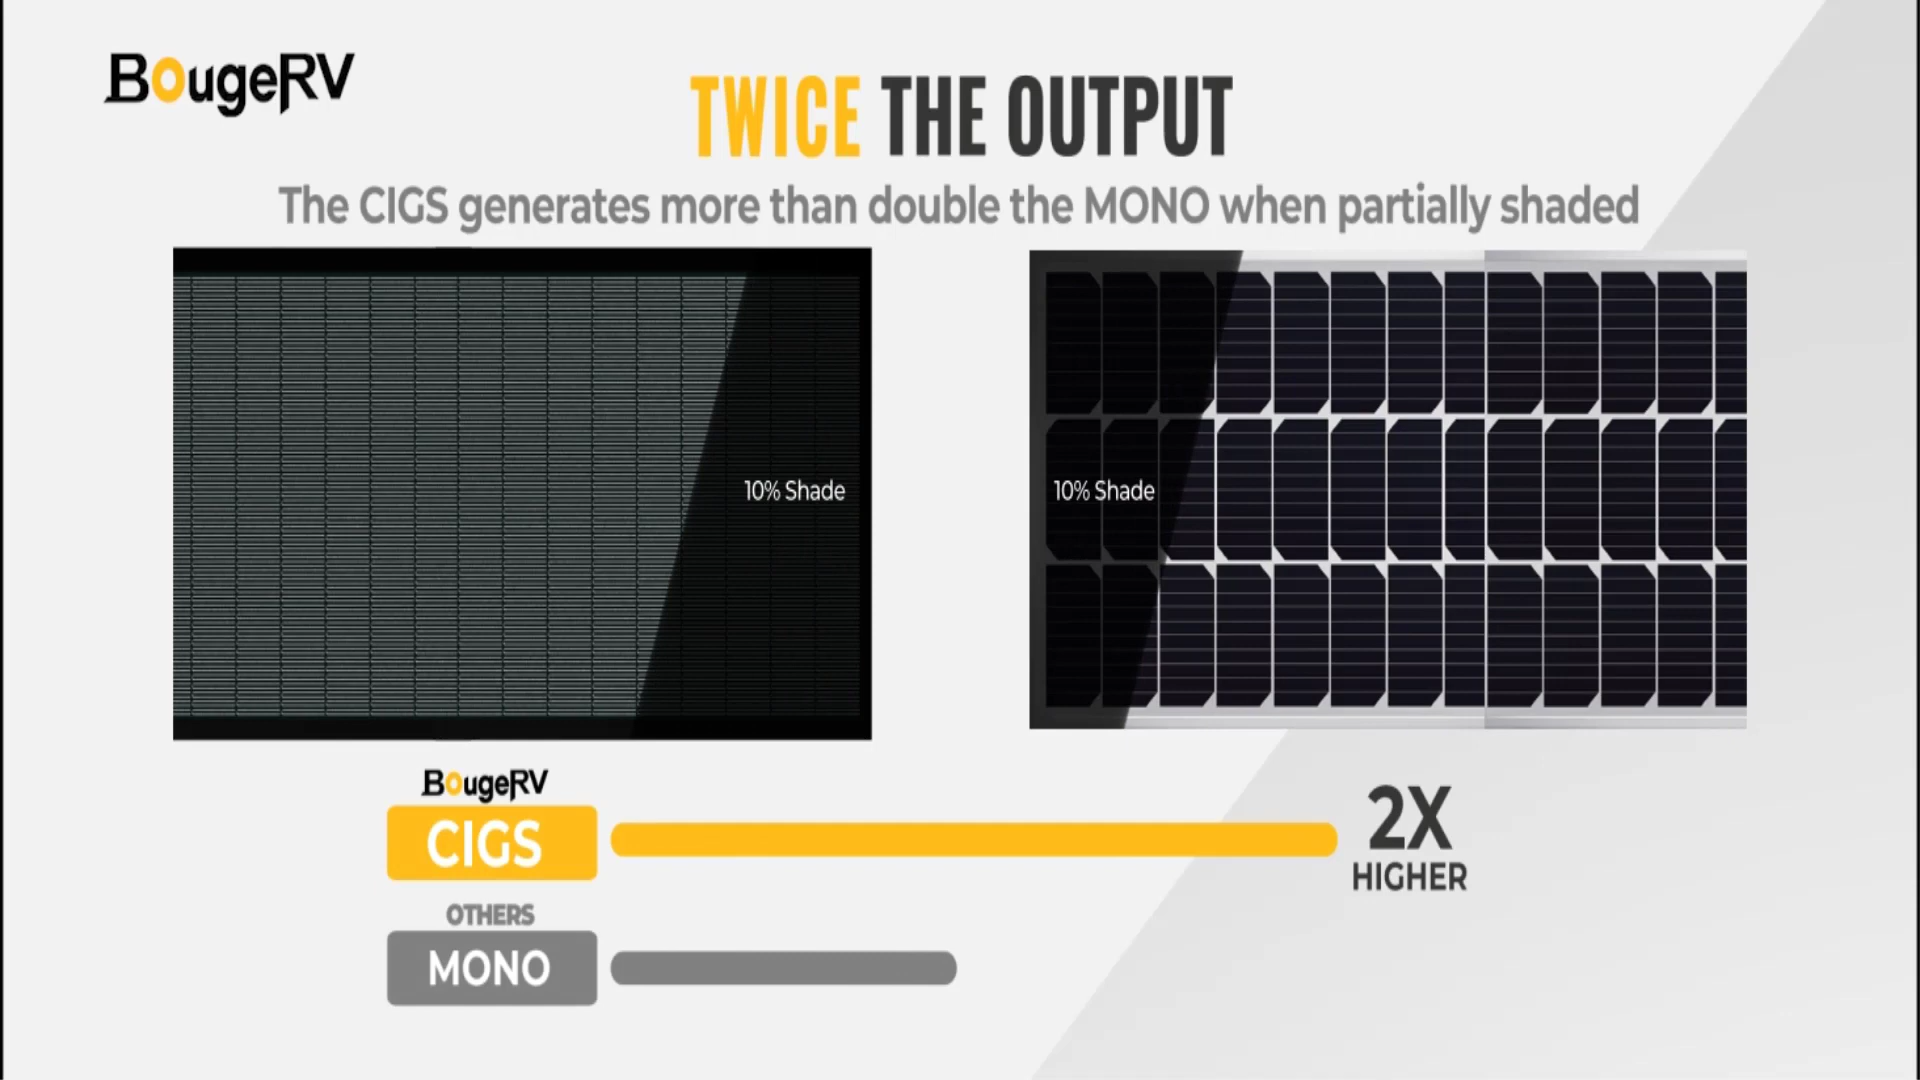 BougeRV
TWICE THE OUTPUT
The CIGS generates more than double the MONO when partially shaded
10% Shade
10% Shade
BougeRV
CIGS
2X
HIGHER
OTHERS
MONO